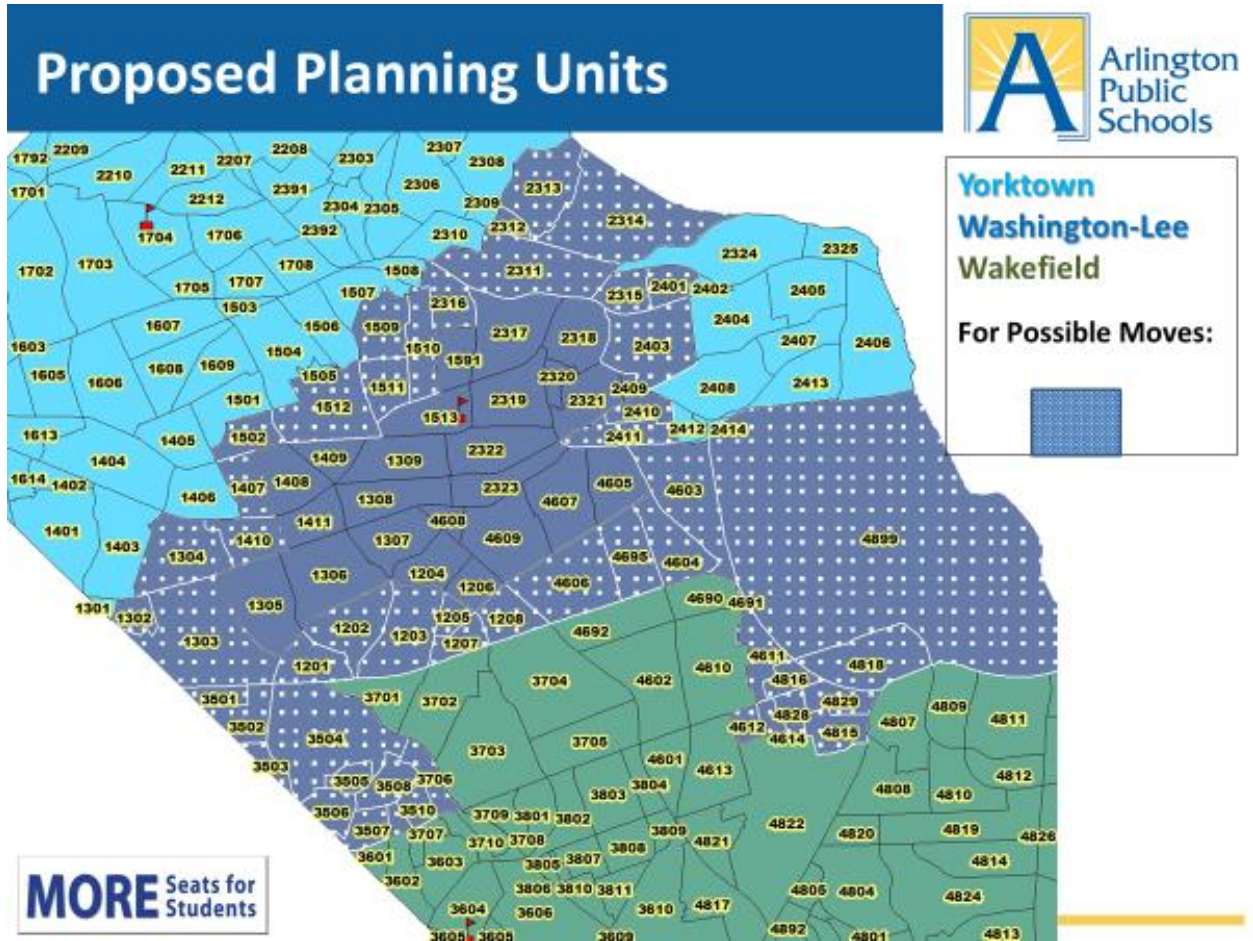 Proposed Planning Units
Arlington
Public
Schools
Yorktown
Washington-Lee
Wakefield
For Possible Moves:
1792 2209 2210 2211 2207 2208 2303 2307 2308
1701 2212 2391 2304 2305 2306 2309 2313
1704 1706 2392 2310 2312 2314
1702 1703 1705 1707 1708 1508 2311 2324 2325
1503 1507 2316 2315 2401 2402 2405
1607 1506 1509 2317 2318 2404
1603 1504 1510 1591 2403 2407 2406
1605 1606 1608 1609 1505 1511 2320
1501 1512 2319 2321 2409 2408 2413
1613 1405 1502 1513 2410 2411 2412 2414
1404 1409 1309 2322
1614 1402 1406 1407 1408 1308 2323 4607 4605 4603
1401 1403 1411 4608
1304 1410 1307 4609 4899
1306 1204 1206 4606 4695 4604
1301 1302 1305 1205 1208 4690 4691
1303 1202 1203 1207 4692
1201 4611 4818
3501 3701 3702 3704 4602 4610 4816
3502 3504 4829 4809 4811
3503 3703 3705 4612 4828 4614 4815 4807
3505 3508 3706 4601 4613 4812
3506 3510 3803 3804 4808 4810
3507 3707 3709 3801 3802 4822
3601 3710 3708 3808 3809 4821 4820 4819 4826
3602 3603 3805 3807 4814
3806 3810 3811 4805 4804 4824
3604 3606 3610 4817
3605 3605 3609 4892 4801 4813
MORE Seats for
Students